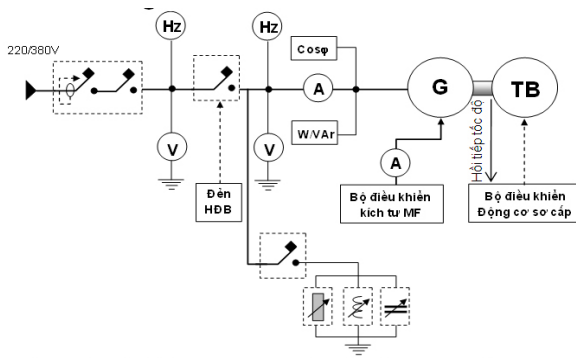 Hz
Hz
220/380V
Cosφ
A
G
TB
W/VAr
V
V
A
Hồi tiếp tốc độ
Đèn
HĐB
Bộ điều khiển
kích từ MF
Bộ điều khiển
Động cơ sơ cấp